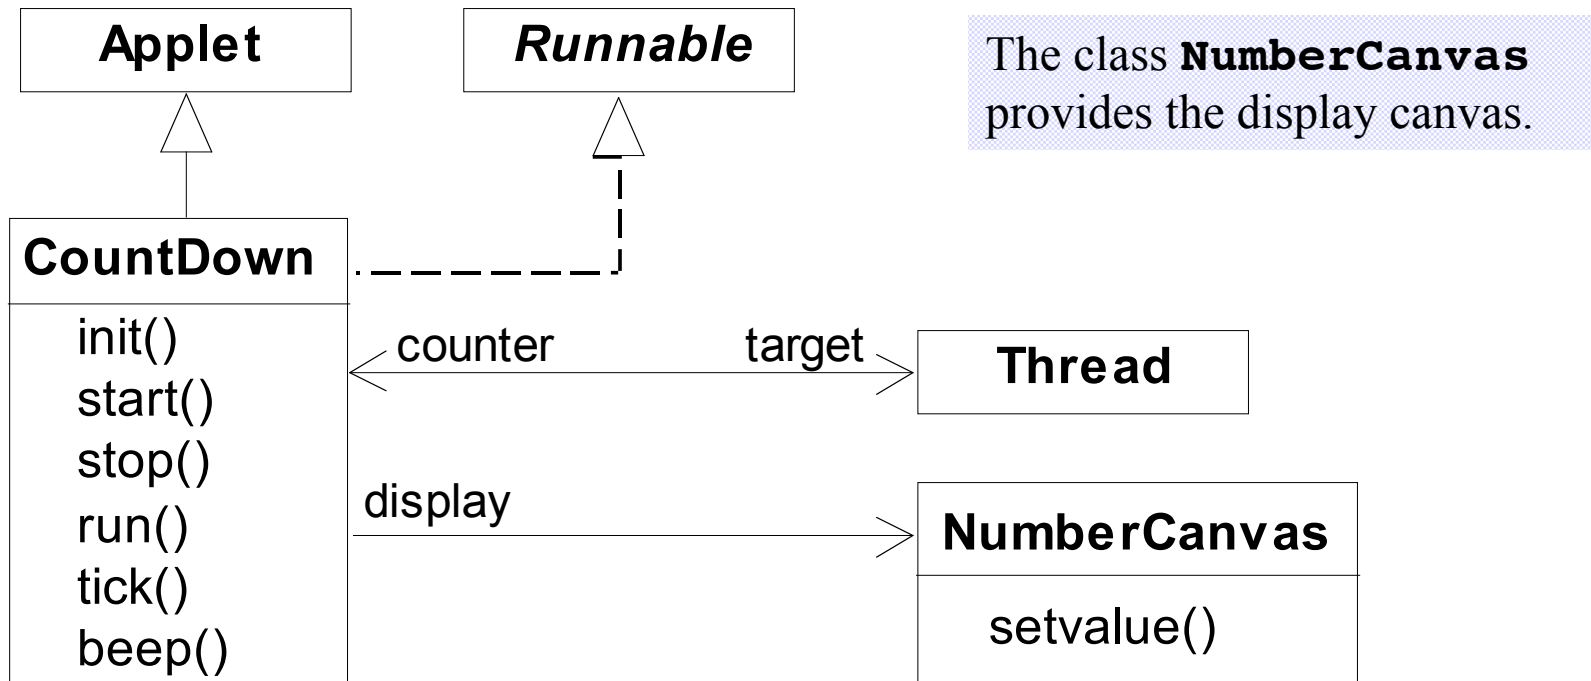 Applet
Runnable
The class NumberCanvas
provides the display canvas.
CountDown
init()
start()
stop()
run()
tick()
beep()
counter
target
Thread
display
NumberCanvas
setvalue()